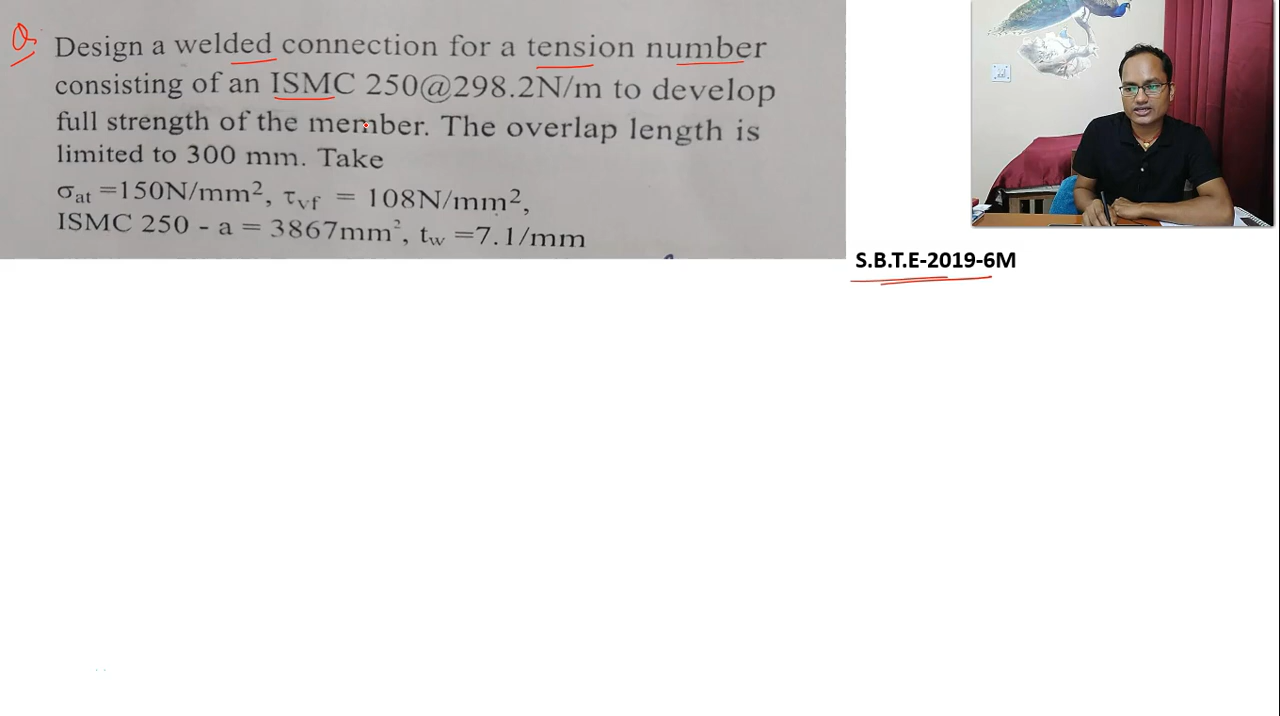 Q. Design a welded connection for a tension number
consisting of an ISMC 250@298.2N/m to develop
full strength of the member. The overlap length is
limited to 300 mm. Take
σat =150N/mm², τvf = 108N/mm²,
ISMC 250 - a = 3867mm², tw =7.1/mm
S.B.T.E-2019-6M